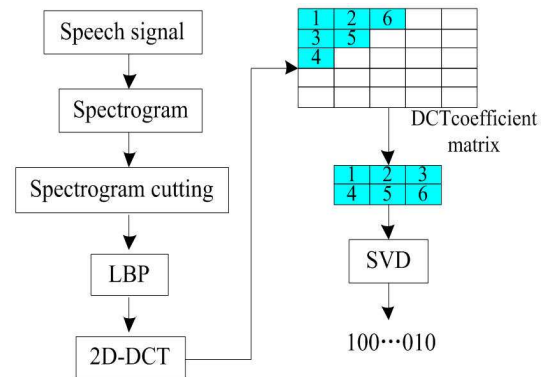 Speech signal
Spectrogram
Spectrogram cutting
LBP
2D-DCT
1 2 6
3 5
4
DCTcoefficient
matrix
1 2 3
4 5 6
SVD
100···010